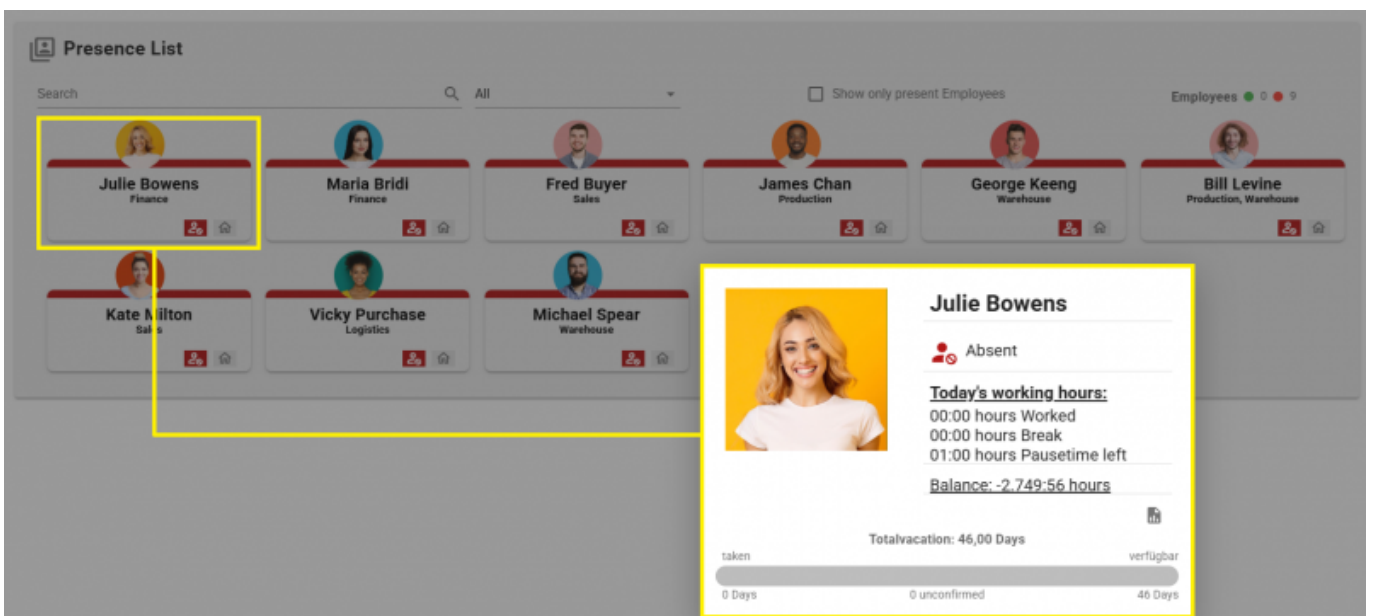 Presence List
Search
All
Show only present Employees
Employees 0 9
Julie Bowens
Finance
Maria Bridi
Finance
Fred Buyer
Sales
James Chan
Production
George Keeng
Warehouse
Bill Levine
Production, Warehouse
Kate Milton
Sales
Vicky Purchase
Logistics
Michael Spear
Warehouse
Julie Bowens
Absent
Today's working hours:
00:00 hours Worked
00:00 hours Break
01:00 hours Pausetime left
Balance: -2.749:56 hours
Totalvacation: 46,00 Days
taken
verfügbar
0 Days
0 unconfirmed
46 Days